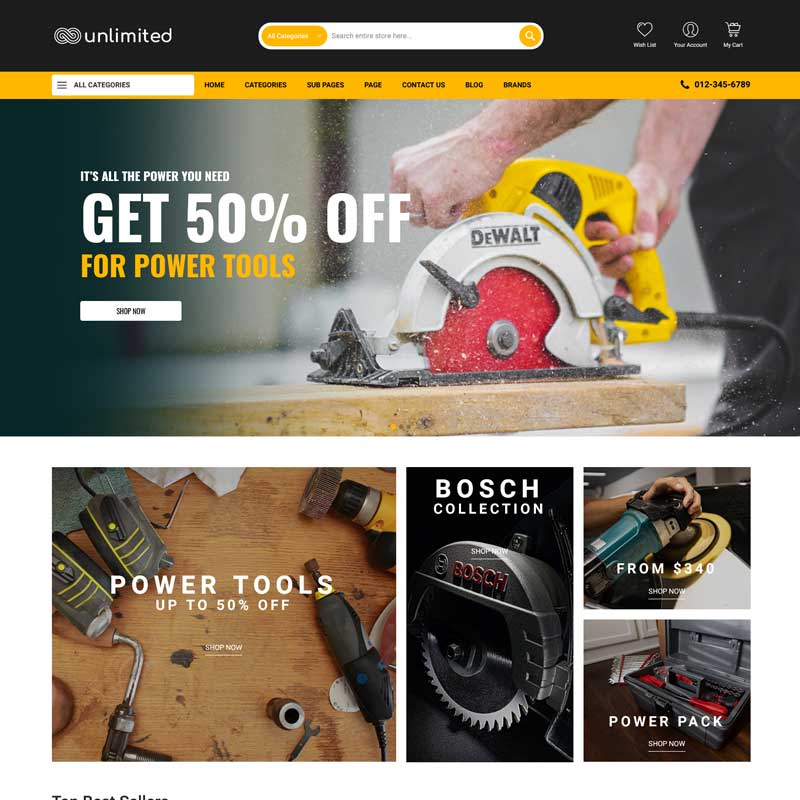 unlimited
All Categories
Search entire store here...
Wish List
Your Account
My Cart
ALL CATEGORIES
HOME
CATEGORIES
SUB PAGES
PAGE
CONTACT US
BLOG
BRANDS
012-345-6789
IT'S ALL THE POWER YOU NEED
GET 50% OFF
FOR POWER TOOLS
SHOP NOW
DEWALT
POWER TOOLS
UP TO 50% OFF
SHOP NOW
BOSCH
COLLECTION
SHOP NOW
BOSCH
FROM $340
SHOP NOW
POWER PACK
SHOP NOW
Top Best Sellers